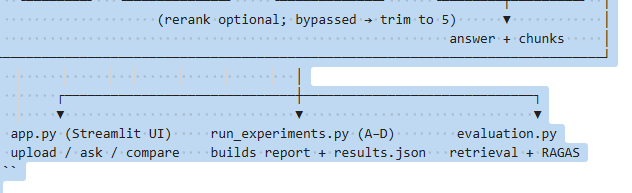 (rerank optional; bypassed → trim to 5)
answer + chunks
app.py (Streamlit UI) run_experiments.py (A–D) evaluation.py
upload / ask / compare builds report + results.json retrieval + RAGAS
``